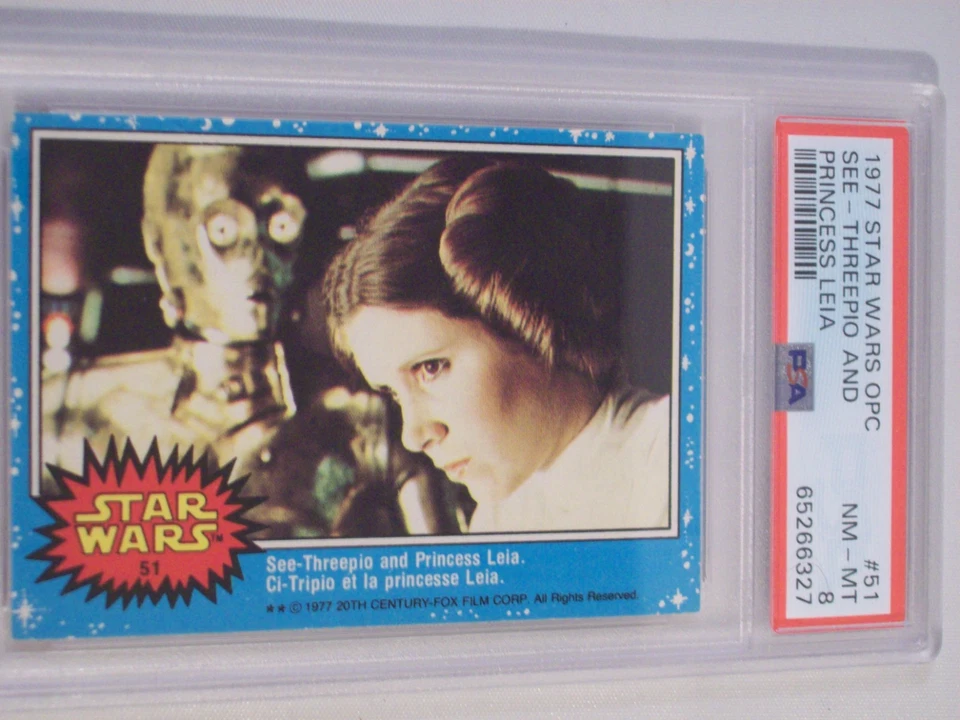 STAR
WARS™
51
See-Threepio and Princess Leia.
Ci-Tripio et la princesse Leia.
★★ © 1977 20TH CENTURY-FOX FILM CORP. All Rights Reserved.
1977 STAR WARS OPC #51
SEE-THREEPIO AND NM-MT
PRINCESS LEIA 8
PSA
65266327